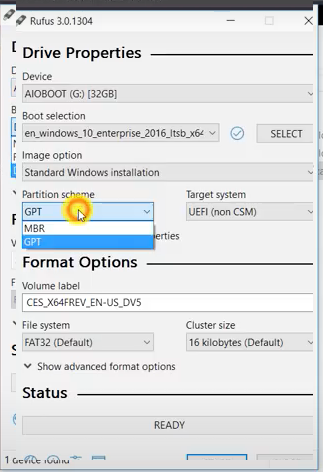 Rufus 3.0.1304
Drive Properties
Device
AIOBOOT (G:) [32GB]
Boot selection
en_windows_10_enterprise_2016_ltsb_x64
SELECT
Image option
Standard Windows installation
Partition scheme
Target system
GPT
UEFI (non CSM)
MBR
GPT
perties
Format Options
Volume label
CES_X64FREV_EN-US_DV5
File system
Cluster size
FAT32 (Default)
16 kilobytes (Default)
Show advanced format options
Status
READY
1 device found